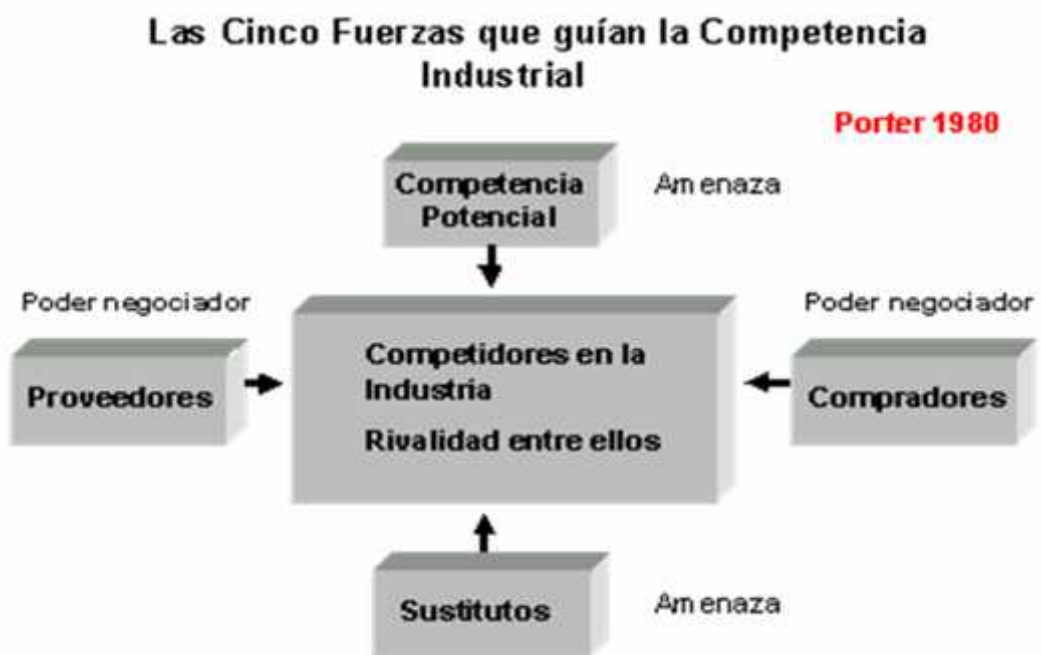 Las Cinco Fuerzas que guían la Competencia
Industrial
Porter 1980
Competencia
Potencial
Amenaza
Poder negociador
Poder negociador
Proveedores
Competidores en la
Industria
Rivalidad entre ellos
Compradores
Sustitutos
Amenaza